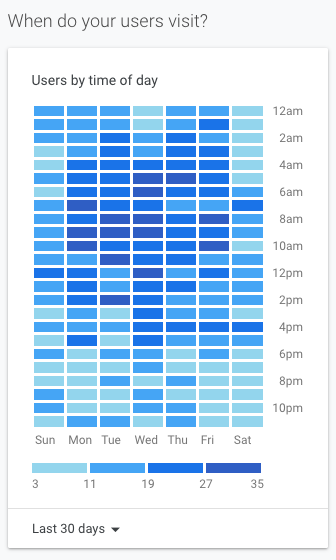 When do your users visit?
Users by time of day
12am
2am
4am
6am
8am
10am
12pm
2pm
4pm
6pm
8pm
10pm
Sun Mon Tue Wed Thu Fri Sat
3 11 19 27 35
Last 30 days